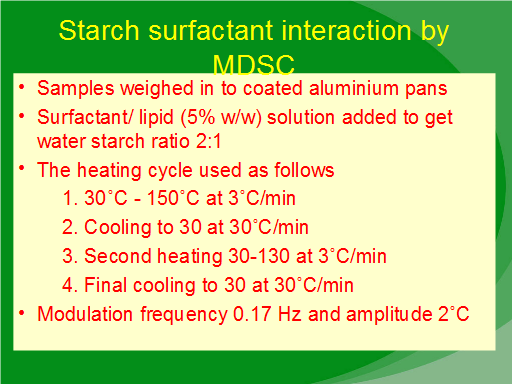 Starch surfactant interaction by
MDSC
• Samples weighed in to coated aluminium pans
• Surfactant/ lipid (5% w/w) solution added to get
water starch ratio 2:1
• The heating cycle used as follows
1. 30˚C - 150˚C at 3˚C/min
2. Cooling to 30 at 30˚C/min
3. Second heating 30-130 at 3˚C/min
4. Final cooling to 30 at 30˚C/min
• Modulation frequency 0.17 Hz and amplitude 2˚C